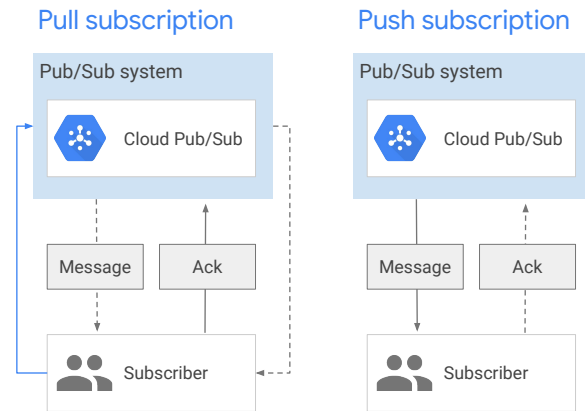 Pull subscription
Pub/Sub system
Cloud Pub/Sub
Message
Ack
Subscriber
Push subscription
Pub/Sub system
Cloud Pub/Sub
Message
Ack
Subscriber